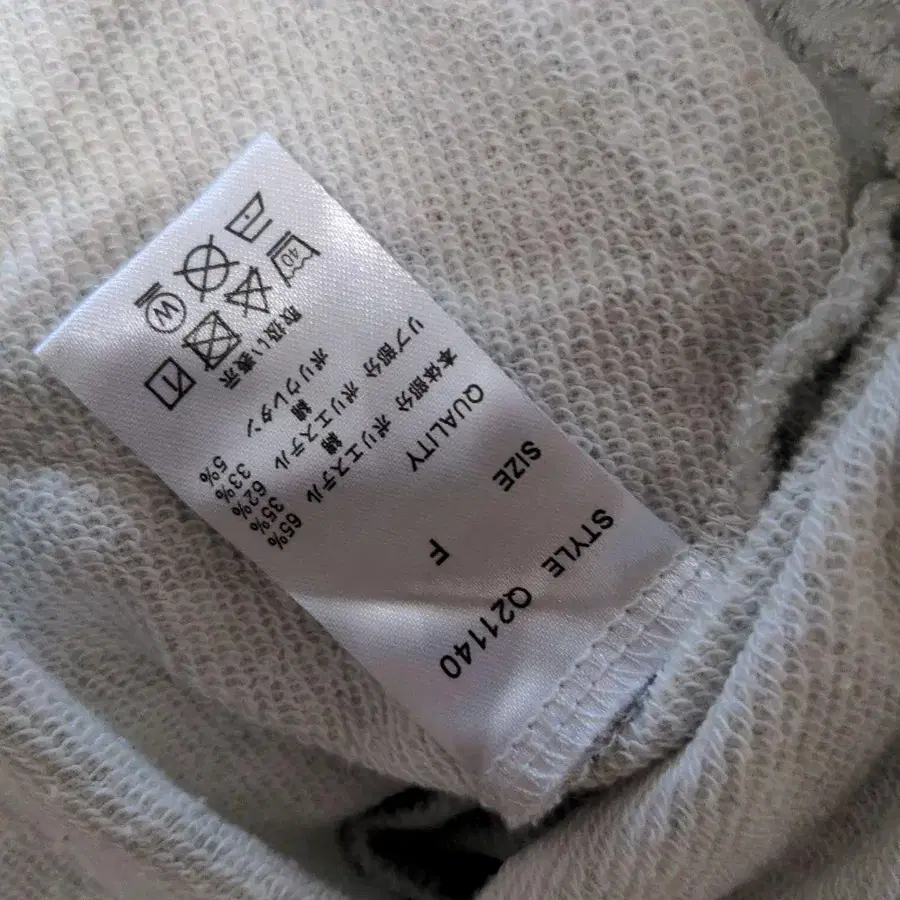 STYLE Q21140
SIZE F
QUALITY
本体部分 ポリエステル 65%
綿 35%
リブ部分 ポリエステル 62%
綿 33%
ポリウレタン 5%
取扱い表示
40
W